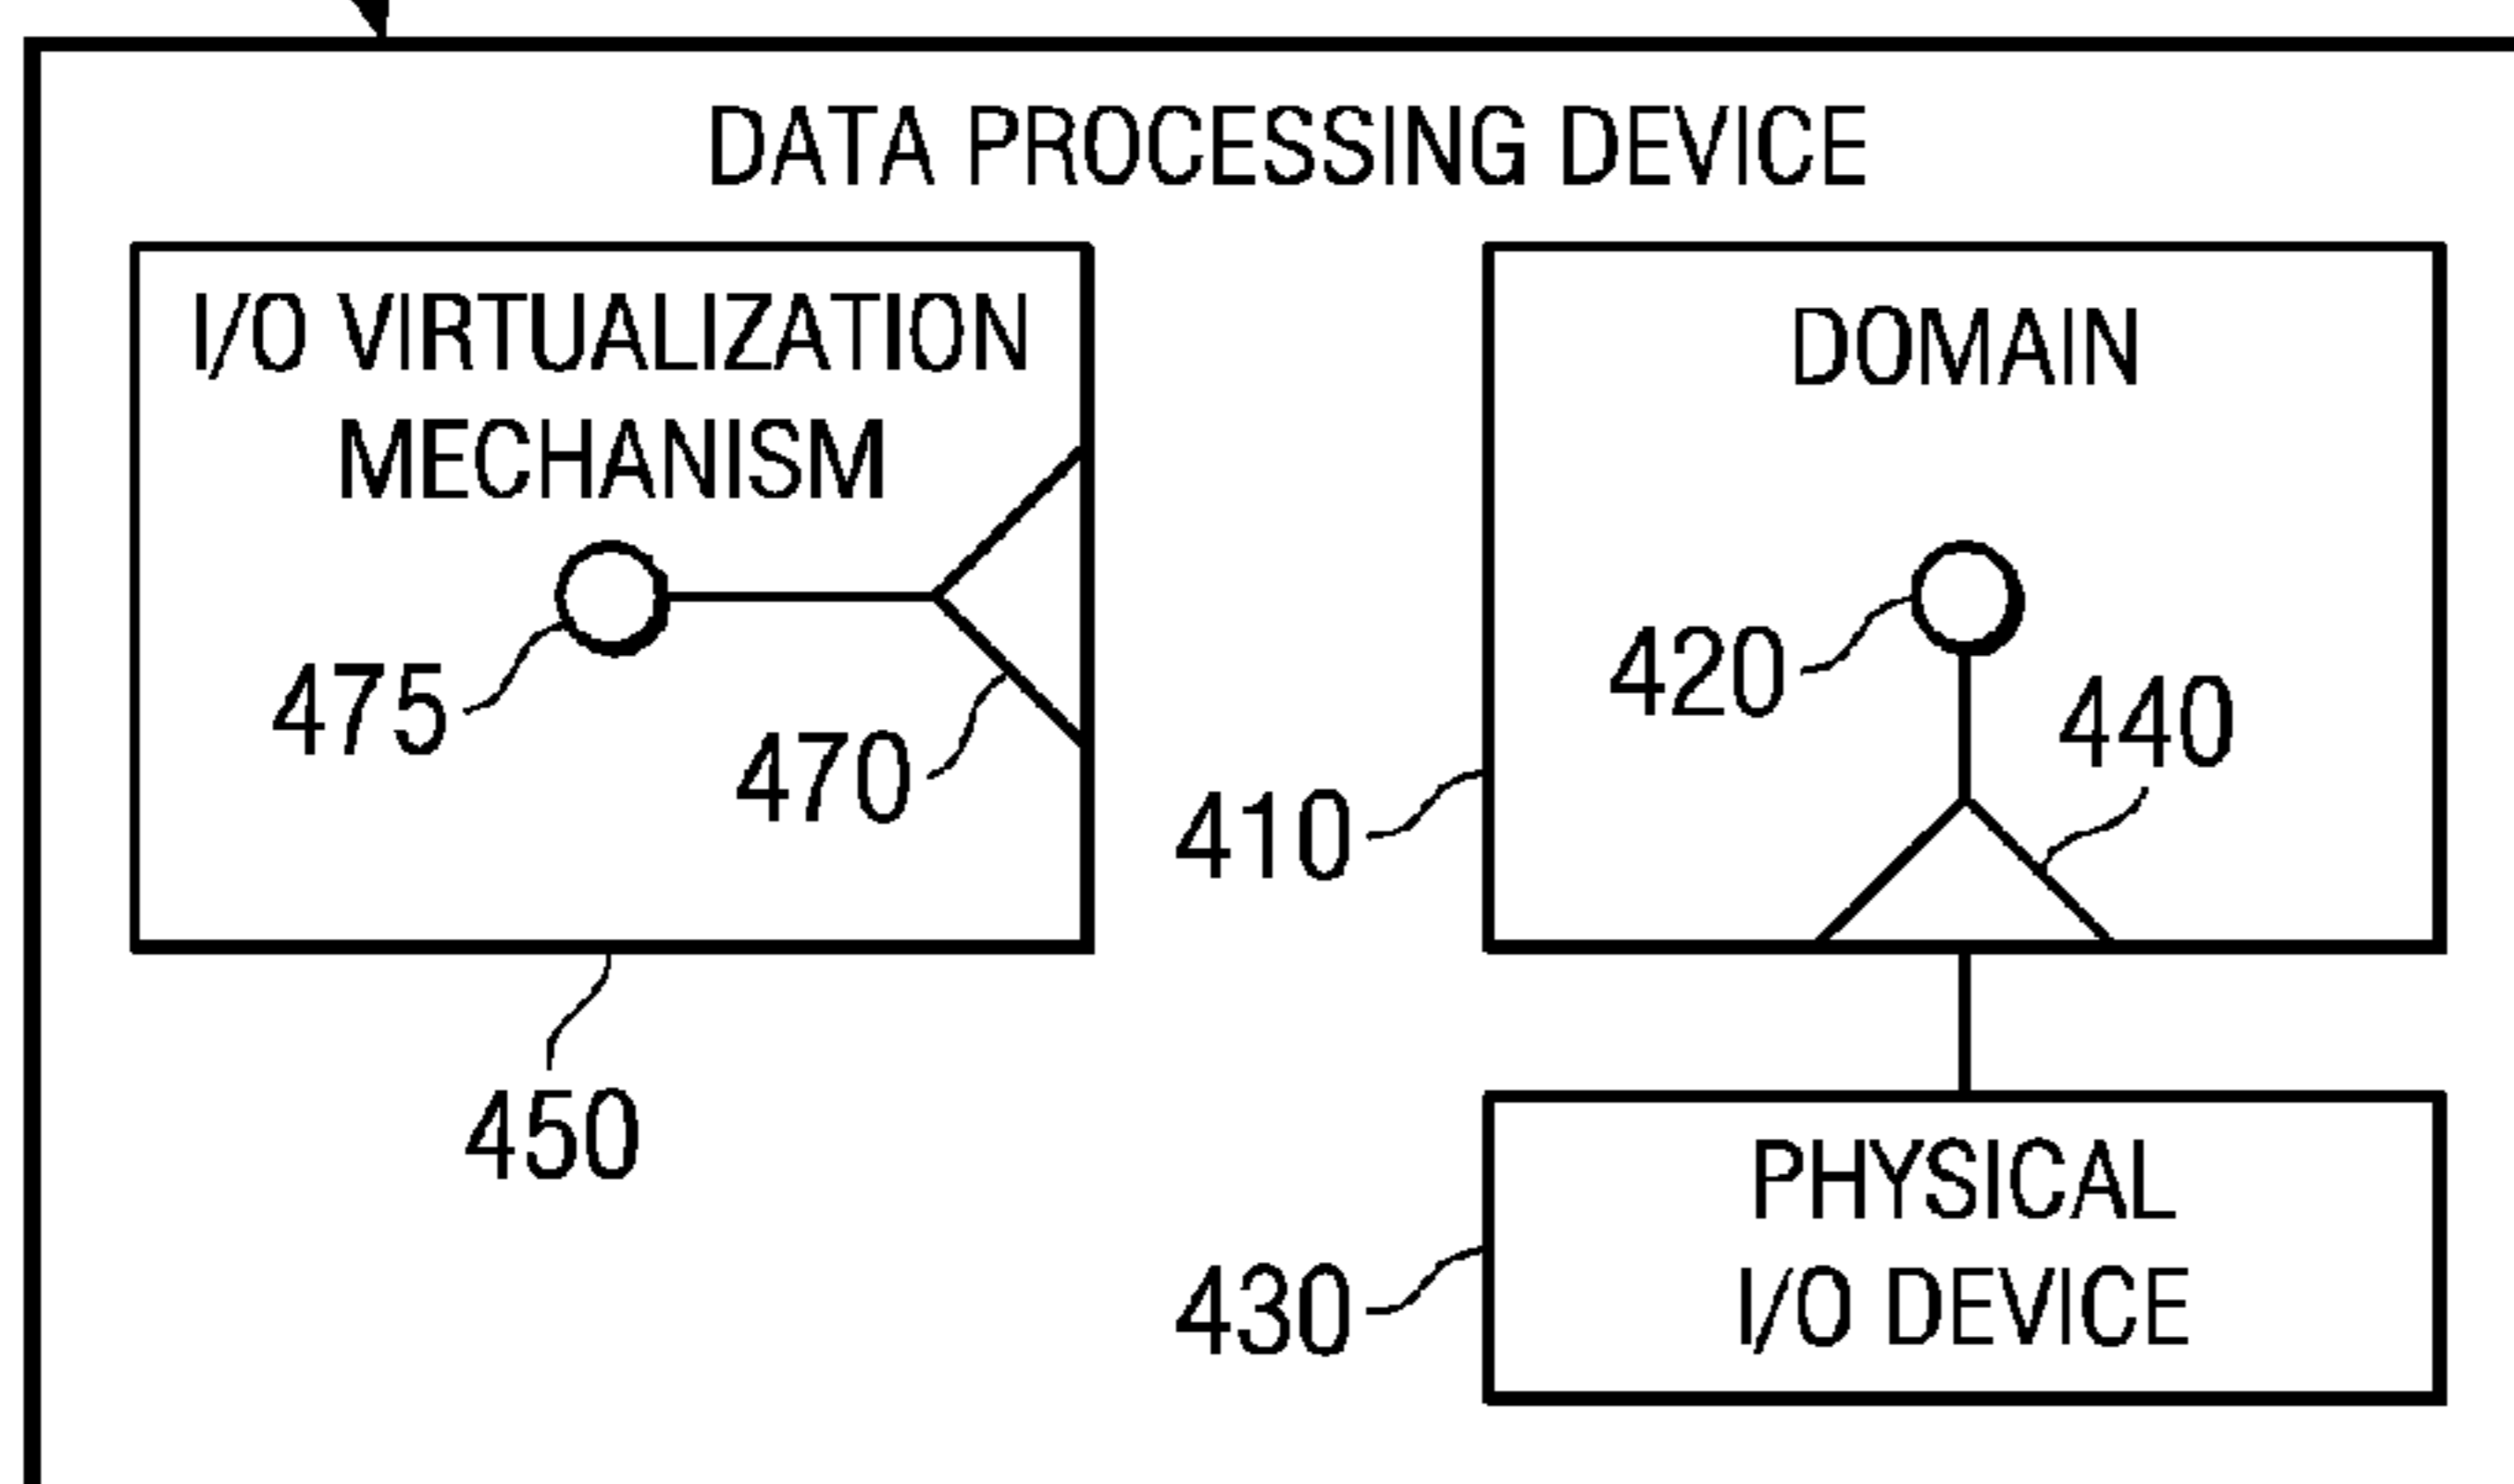 DATA PROCESSING DEVICE
I/O VIRTUALIZATION
MECHANISM
475
470
450
DOMAIN
420
440
410
PHYSICAL
I/O DEVICE
430